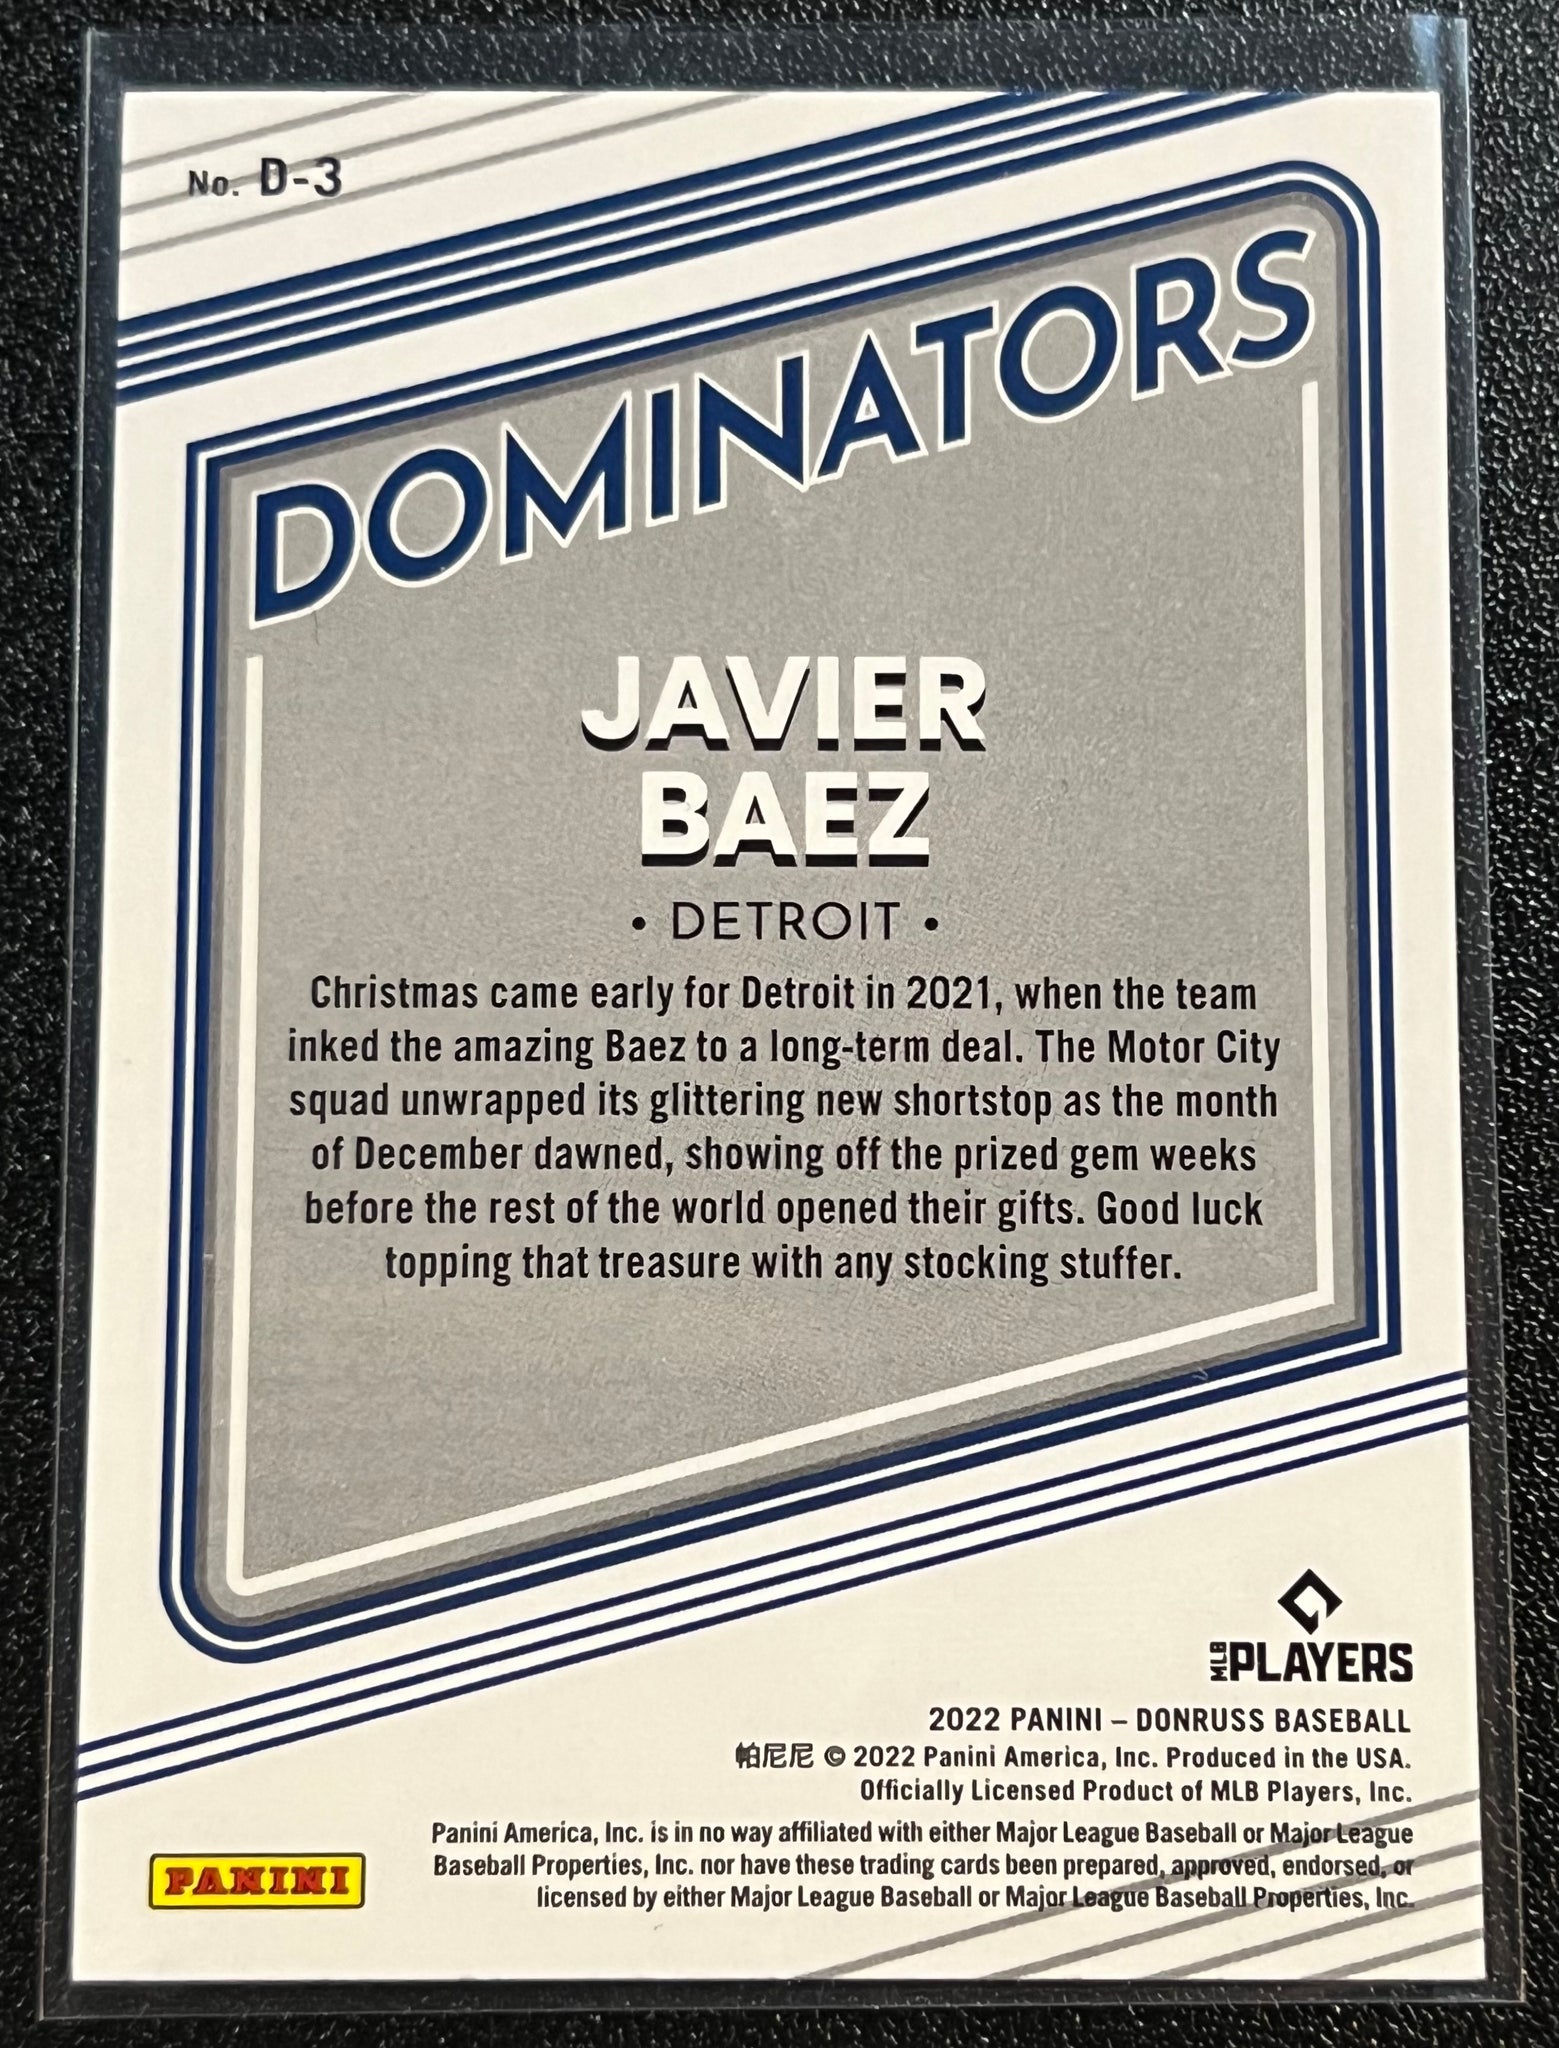 No. D-3
DOMINATORS
JAVIER
BAEZ
• DETROIT •
Christmas came early for Detroit in 2021, when the team
inked the amazing Baez to a long-term deal. The Motor City
squad unwrapped its glittering new shortstop as the month
of December dawned, showing off the prized gem weeks
before the rest of the world opened their gifts. Good luck
topping that treasure with any stocking stuffer.
MLB PLAYERS
2022 PANINI – DONRUSS BASEBALL
帕尼尼 © 2022 Panini America, Inc. Produced in the USA.
Officially Licensed Product of MLB Players, Inc.
Panini America, Inc. is in no way affiliated with either Major League Baseball or Major League
Baseball Properties, Inc. nor have these trading cards been prepared, approved, endorsed, or
licensed by either Major League Baseball or Major League Baseball Properties, Inc.
PANINI